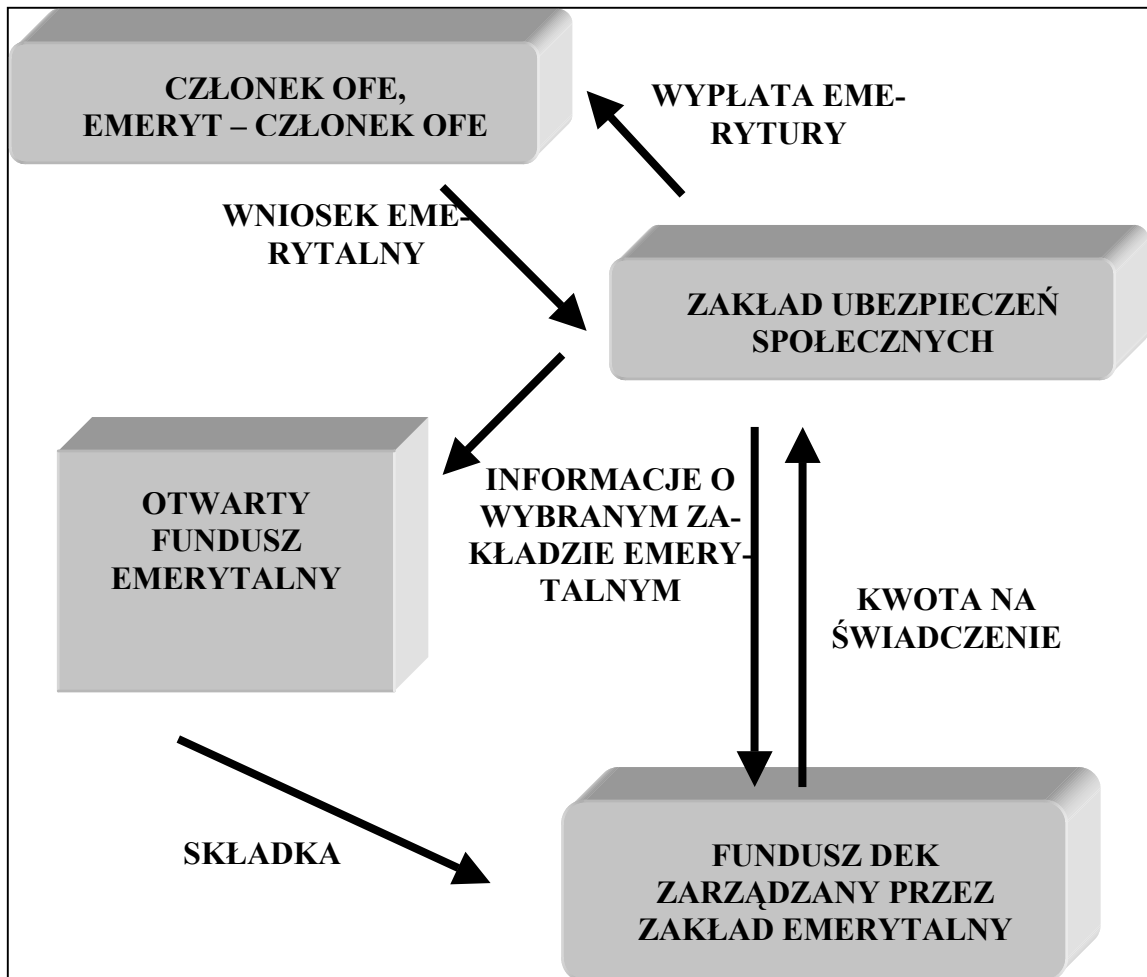 CZŁONEK OFE,
EMERYT – CZŁONEK OFE
WYPŁATA EME-
RYTURY
WNIOSEK EME-
RYTALNY
ZAKŁAD UBEZPIECZEŃ
SPOŁECZNYCH
OTWARTY
FUNDUSZ
EMERYTALNY
INFORMACJE O
WYBRANYM ZA-
KŁADZIE EMERY-
TALNYM
KWOTA NA
ŚWIADCZENIE
SKŁADKA
FUNDUSZ DEK
ZARZĄDZANY PRZEZ
ZAKŁAD EMERYTALNY